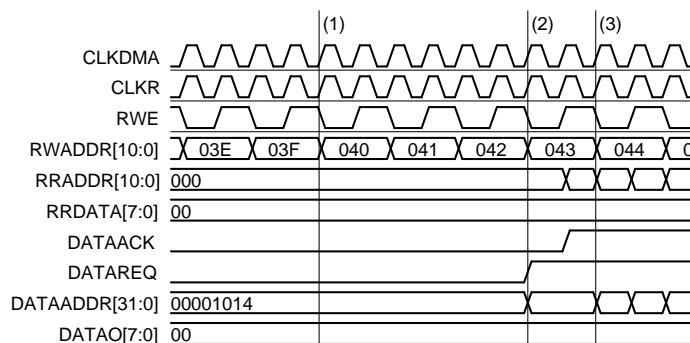 (1) (2) (3)
CLKDMA
CLKR
RWE
RWADDR[10:0] 03E 03F 040 041 042 043 044 0
RRADDR[10:0] 000
RRDATA[7:0] 00
DATAACK
DATAREQ
DATAADDR[31:0] 00001014
DATAO[7:0] 00